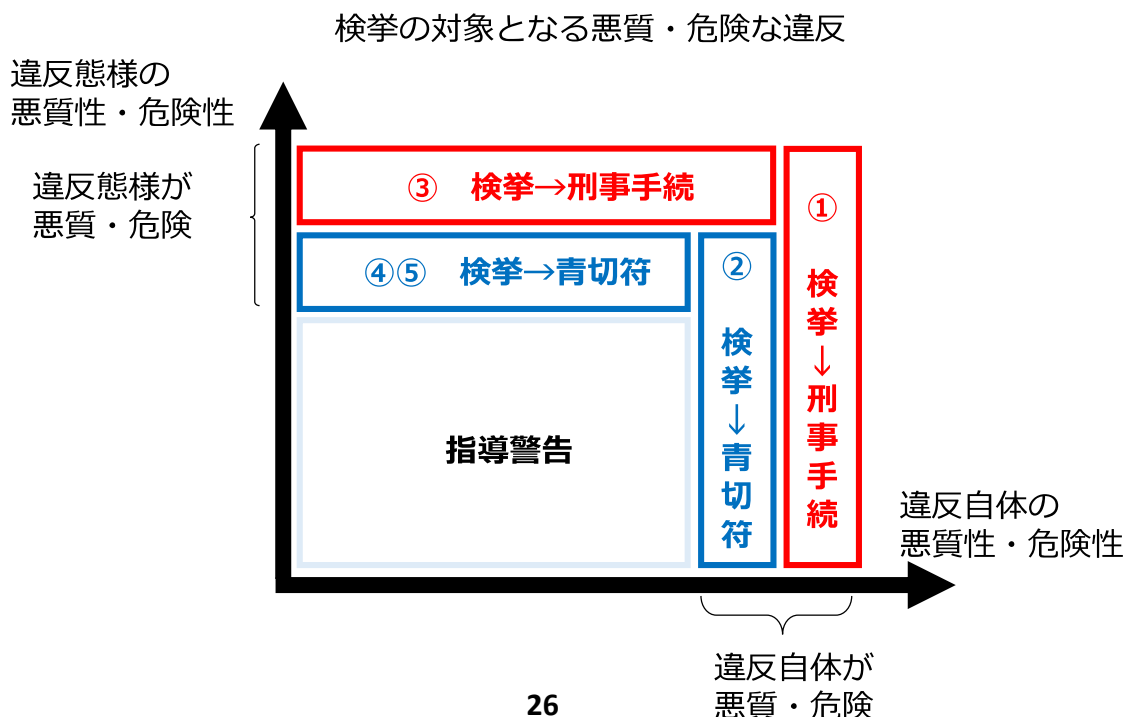 検挙の対象となる悪質・危険な違反
違反態様の
悪質性・危険性
違反態様が
悪質・危険
③　検挙→刑事手続
④⑤　検挙→青切符
指導警告
② 検挙→青切符
① 検挙→刑事手続
違反自体の
悪質性・危険性
違反自体が
悪質・危険
26